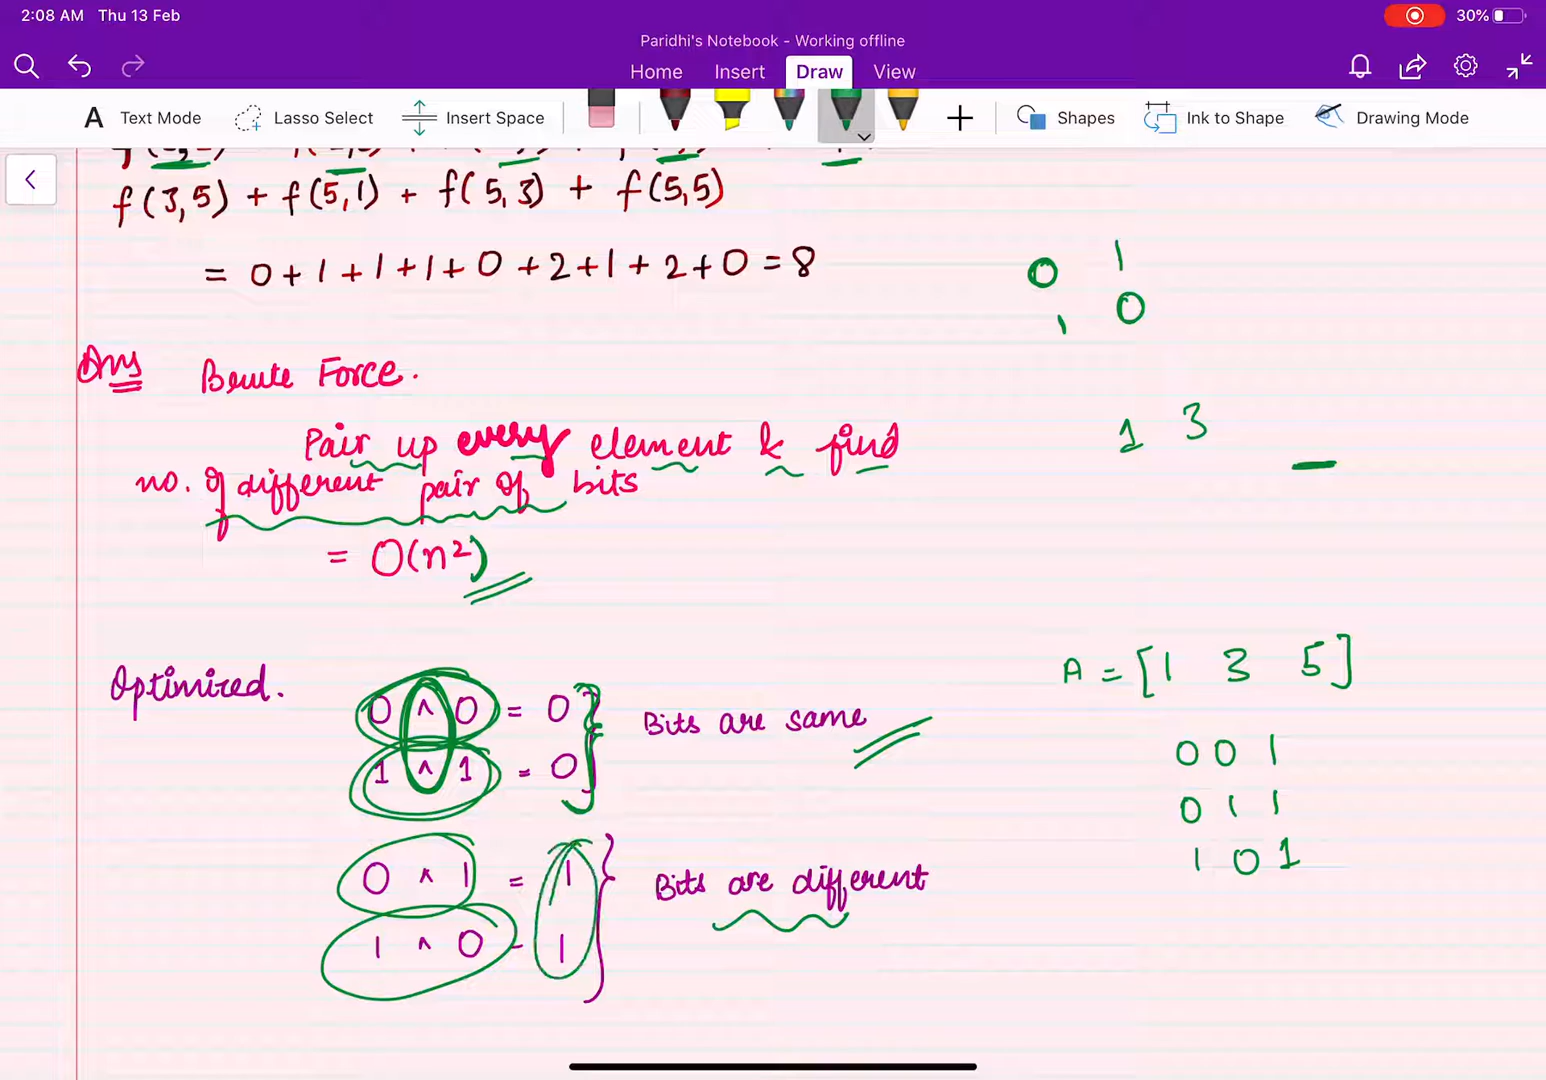 2:08 AM Thu 13 Feb
30%
Paridhi's Notebook - Working offline
Home Insert Draw View
A Text Mode Lasso Select Insert Space Shapes Ink to Shape Drawing Mode
f(3,5) + f(5,1) + f(5,3) + f(5,5)
= 0+1+1+1+0+2+1+2+0=8
0 1
1 0
Ans Brute Force.
Pair up every element & find
no. of different pair of bits
= O(n²)
1 3
Optimized.
A = [1 3 5]
0 ^ 0 = 0 } Bits are same
1 ^ 1 = 0
0 0 1
0 1 1
1 0 1
0 ^ 1 = 1 } Bits are different
1 ^ 0 - 1